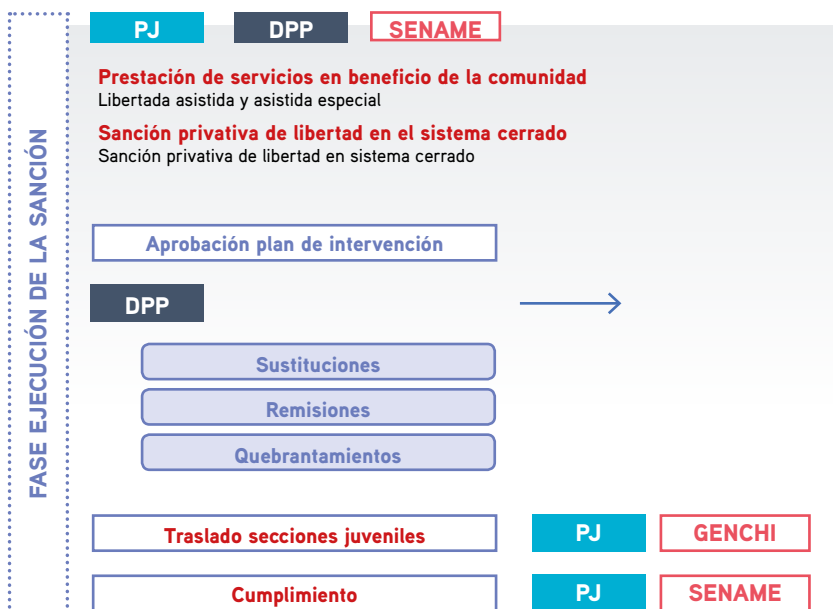 PJ DPP SENAME
FASE EJECUCIÓN DE LA SANCIÓN
Prestación de servicios en beneficio de la comunidad
Libertada asistida y asistida especial
Sanción privativa de libertad en el sistema cerrado
Sanción privativa de libertad en sistema cerrado
Aprobación plan de intervención
DPP
Sustituciones
Remisiones
Quebrantamientos
Traslado secciones juveniles PJ GENCHI
Cumplimiento PJ SENAME